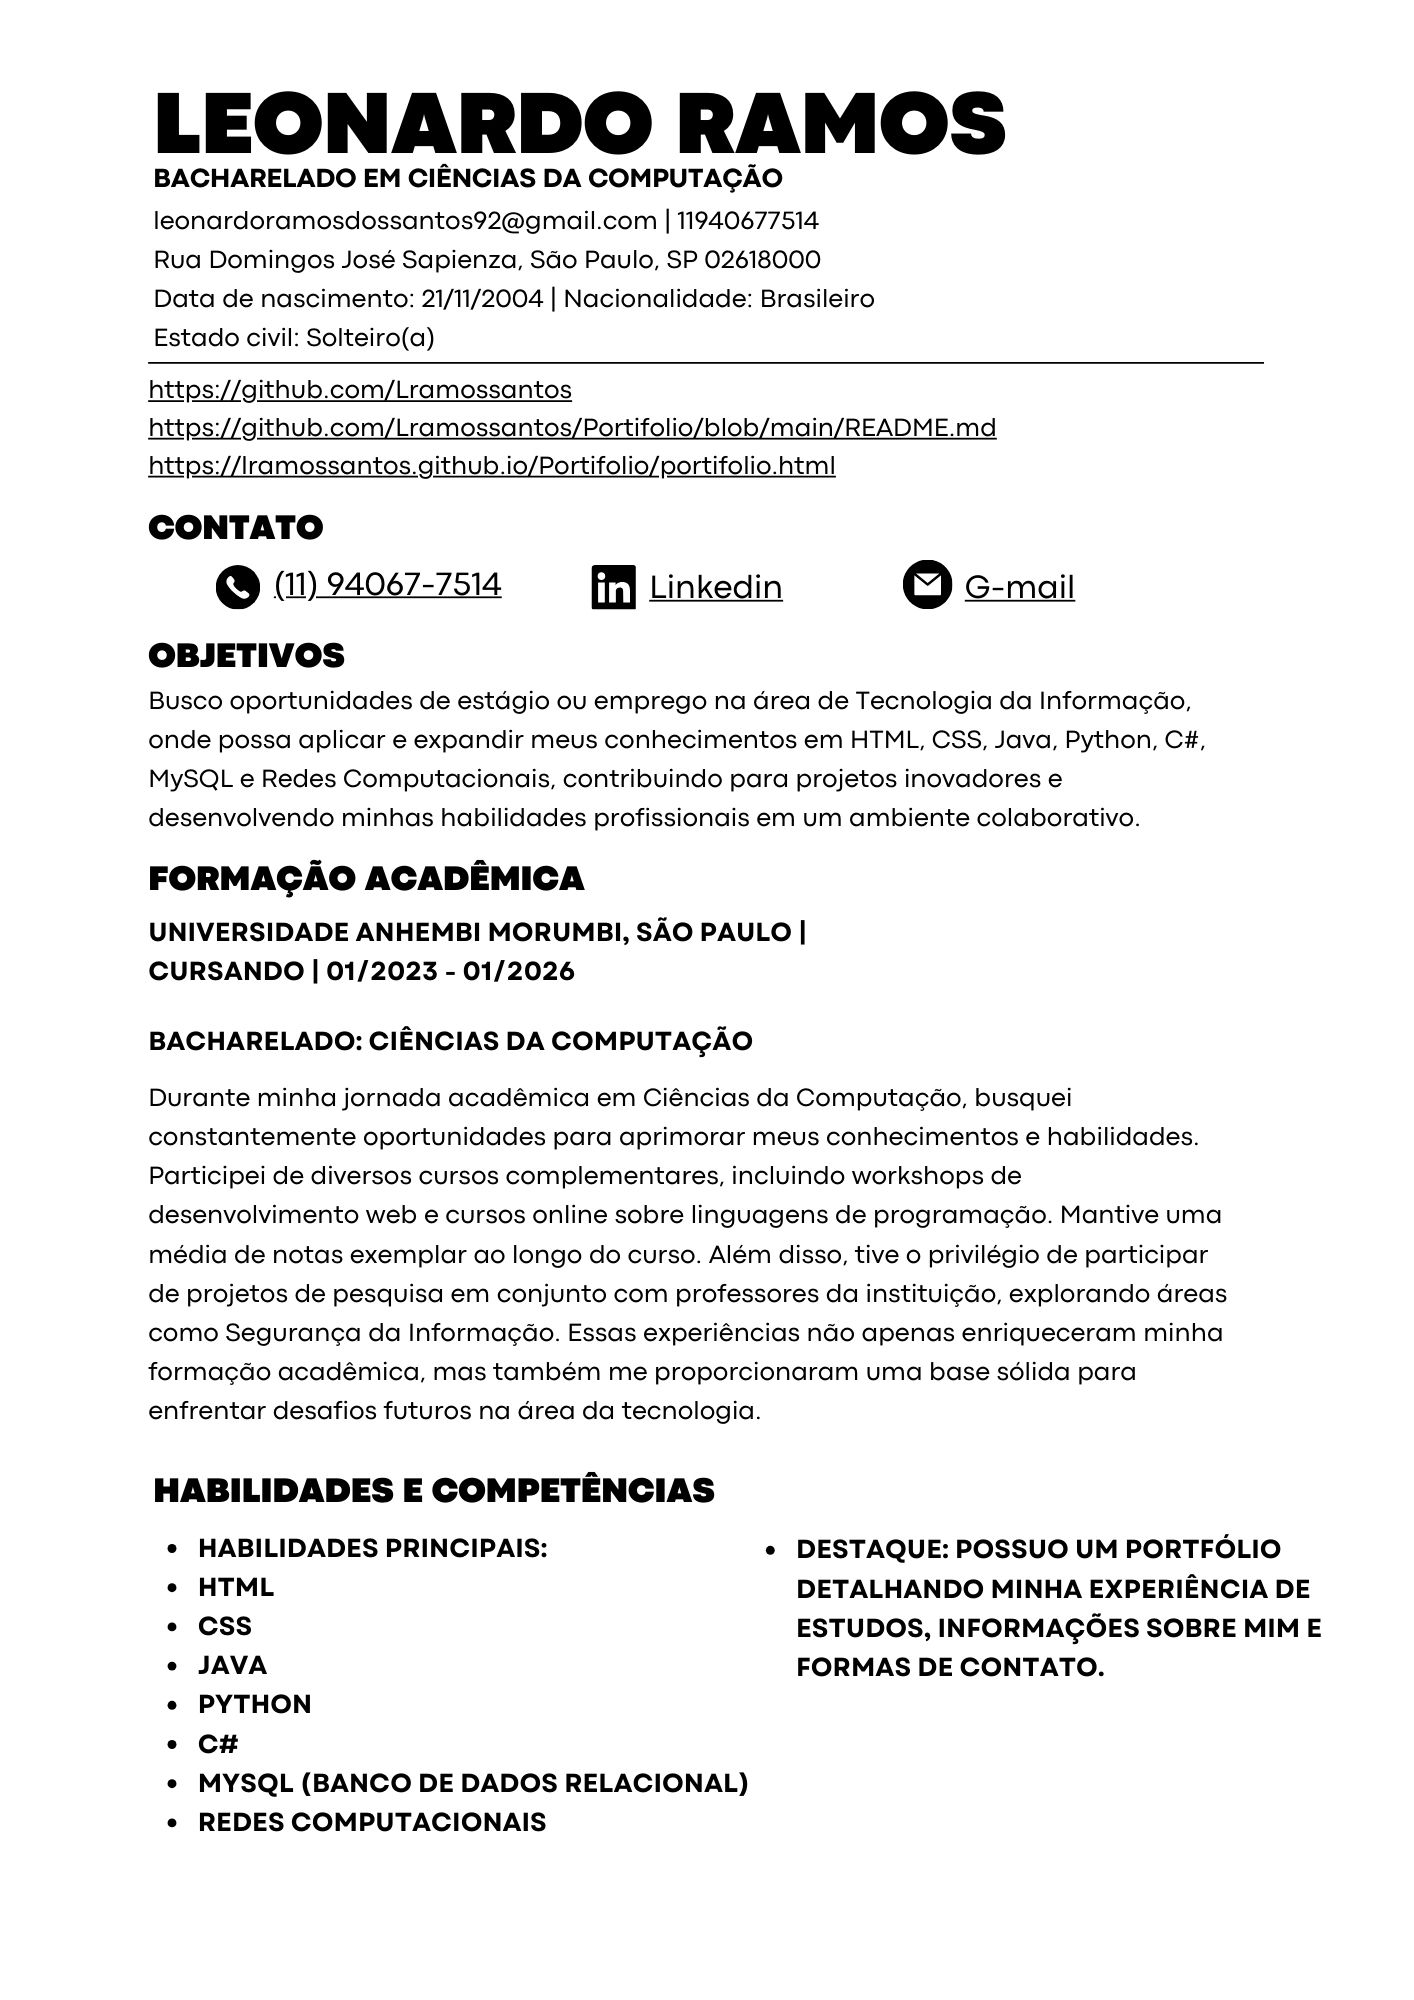 LEONARDO RAMOS
BACHARELADO EM CIÊNCIAS DA COMPUTAÇÃO
leonardoramosdossantos92@gmail.com | 11940677514
Rua Domingos José Sapienza, São Paulo, SP 02618000
Data de nascimento: 21/11/2004 | Nacionalidade: Brasileiro
Estado civil: Solteiro(a)
https://github.com/Lramossantos
https://github.com/Lramossantos/Portifolio/blob/main/README.md
https://lramossantos.github.io/Portifolio/portifolio.html
CONTATO
(11) 94067-7514
Linkedin
G-mail
OBJETIVOS
Busco oportunidades de estágio ou emprego na área de Tecnologia da Informação,
onde possa aplicar e expandir meus conhecimentos em HTML, CSS, Java, Python, C#,
MySQL e Redes Computacionais, contribuindo para projetos inovadores e
desenvolvendo minhas habilidades profissionais em um ambiente colaborativo.
FORMAÇÃO ACADÊMICA
UNIVERSIDADE ANHEMBI MORUMBI, SÃO PAULO |
CURSANDO | 01/2023 - 01/2026
BACHARELADO: CIÊNCIAS DA COMPUTAÇÃO
Durante minha jornada acadêmica em Ciências da Computação, busquei
constantemente oportunidades para aprimorar meus conhecimentos e habilidades.
Participei de diversos cursos complementares, incluindo workshops de
desenvolvimento web e cursos online sobre linguagens de programação. Mantive uma
média de notas exemplar ao longo do curso. Além disso, tive o privilégio de participar
de projetos de pesquisa em conjunto com professores da instituição, explorando áreas
como Segurança da Informação. Essas experiências não apenas enriqueceram minha
formação acadêmica, mas também me proporcionaram uma base sólida para
enfrentar desafios futuros na área da tecnologia.
HABILIDADES E COMPETÊNCIAS
• HABILIDADES PRINCIPAIS:
• HTML
• CSS
• JAVA
• PYTHON
• C#
• MYSQL (BANCO DE DADOS RELACIONAL)
• REDES COMPUTACIONAIS
• DESTAQUE: POSSUO UM PORTFÓLIO
DETALHANDO MINHA EXPERIÊNCIA DE
ESTUDOS, INFORMAÇÕES SOBRE MIM E
FORMAS DE CONTATO.